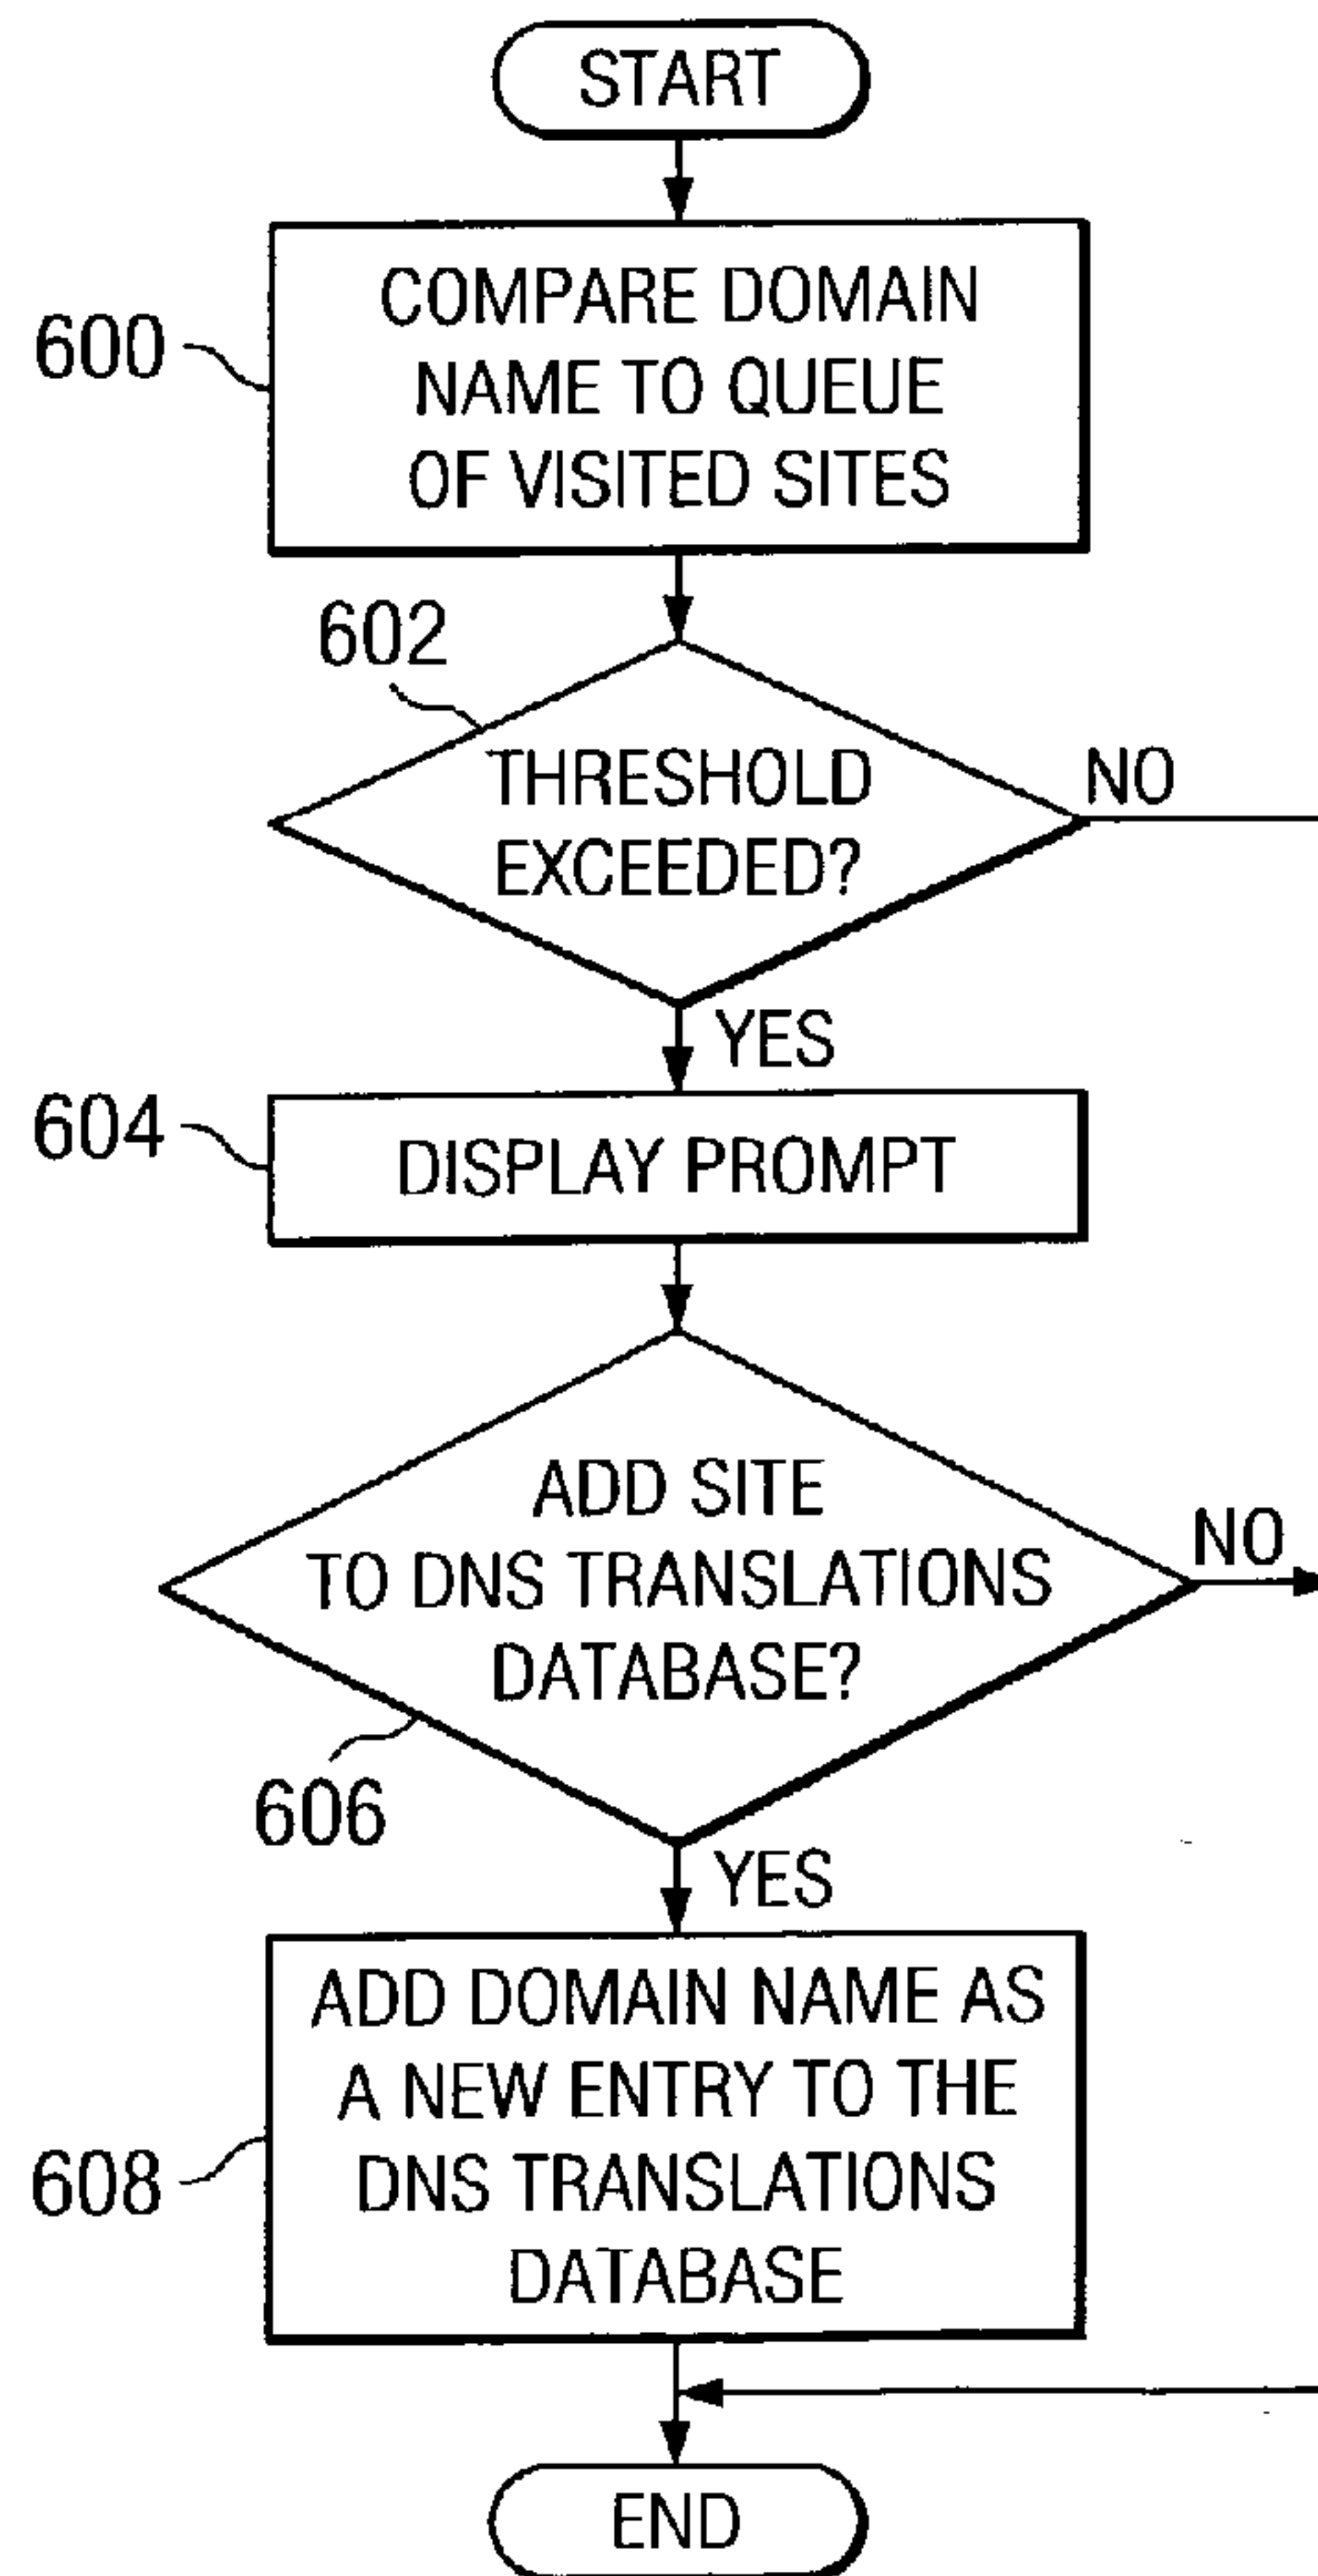 START
600
COMPARE DOMAIN
NAME TO QUEUE
OF VISITED SITES
602
THRESHOLD
EXCEEDED?
NO
YES
604
DISPLAY PROMPT
ADD SITE
TO DNS TRANSLATIONS
DATABASE?
NO
606
YES
608
ADD DOMAIN NAME AS
A NEW ENTRY TO THE
DNS TRANSLATIONS
DATABASE
END